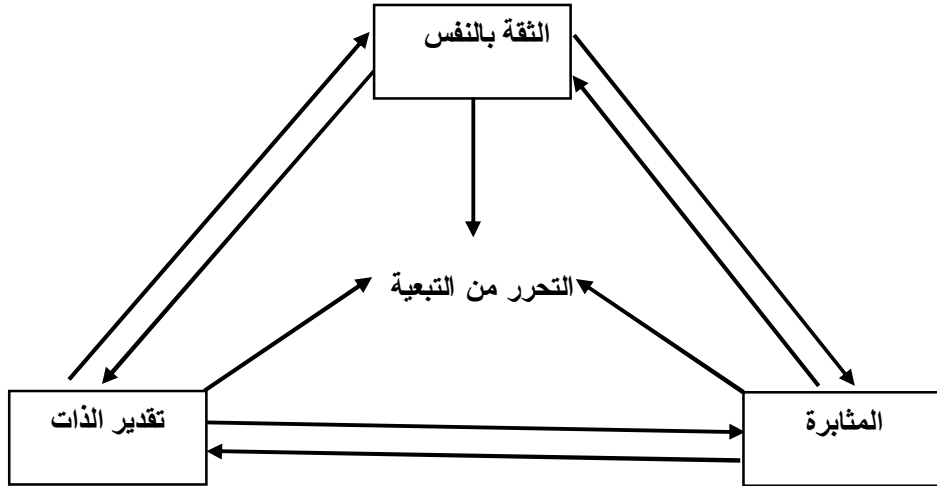 الثقة بالنفس
التحرر من التبعية
المثابرة
تقدير الذات